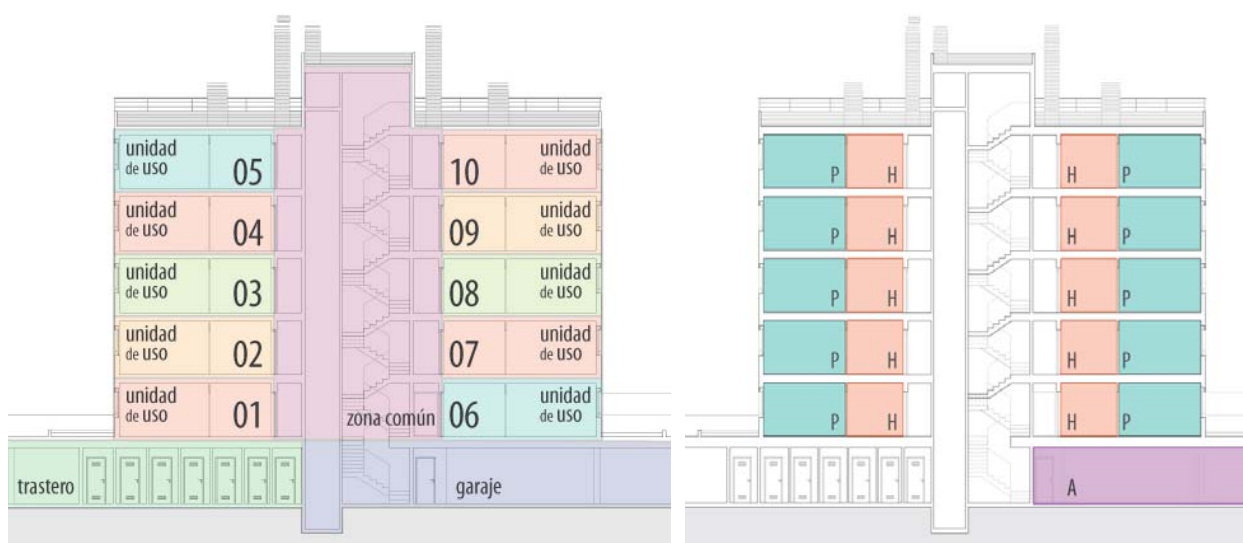 unidad
de uso
05
10
unidad
de uso
unidad
de uso
04
09
unidad
de uso
unidad
de uso
03
08
unidad
de uso
unidad
de uso
02
07
unidad
de uso
unidad
de uso
01
zona común
06
unidad
de uso
trastero
garaje
P H H P
P H H P
P H H P
P H H P
P H H P
A